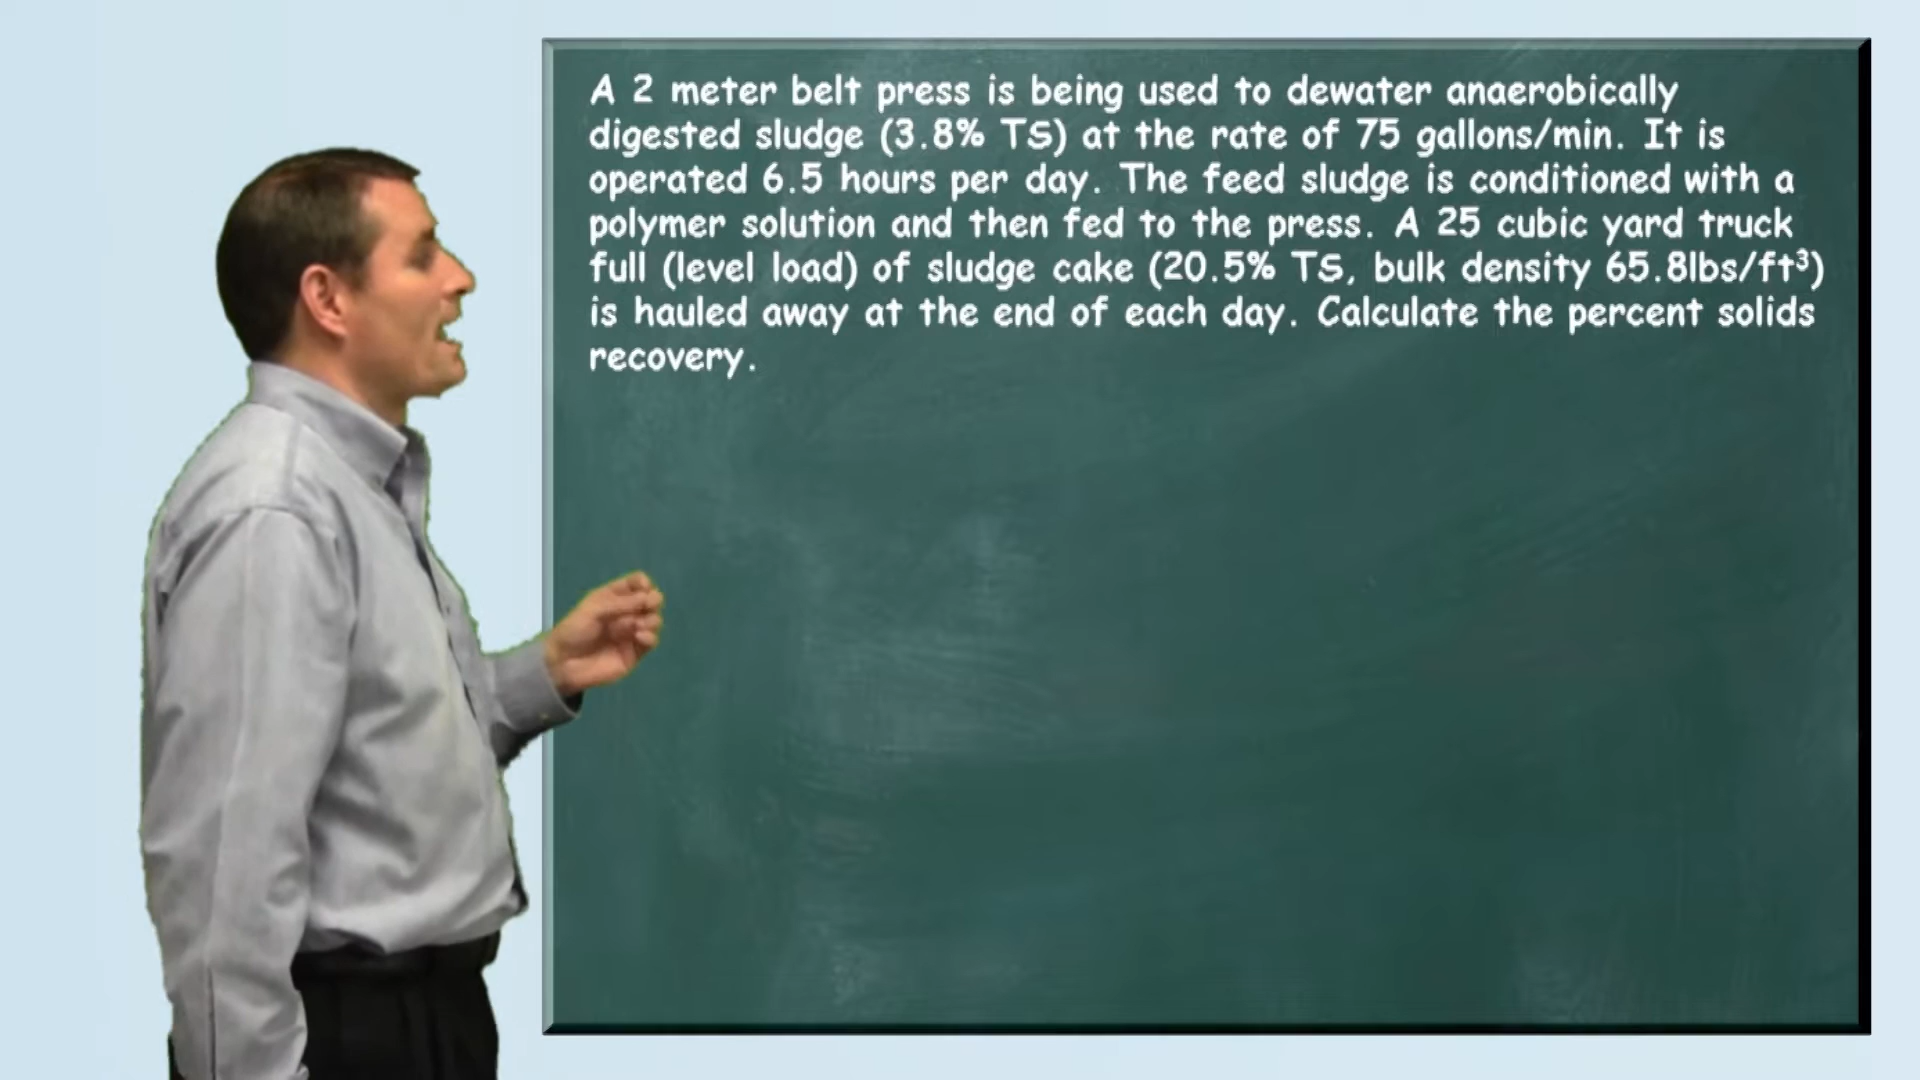 A 2 meter belt press is being used to dewater anaerobically
digested sludge (3.8% TS) at the rate of 75 gallons/min. It is
operated 6.5 hours per day. The feed sludge is conditioned with a
polymer solution and then fed to the press. A 25 cubic yard truck
full (level load) of sludge cake (20.5% TS, bulk density 65.8lbs/ft³)
is hauled away at the end of each day. Calculate the percent solids
recovery.